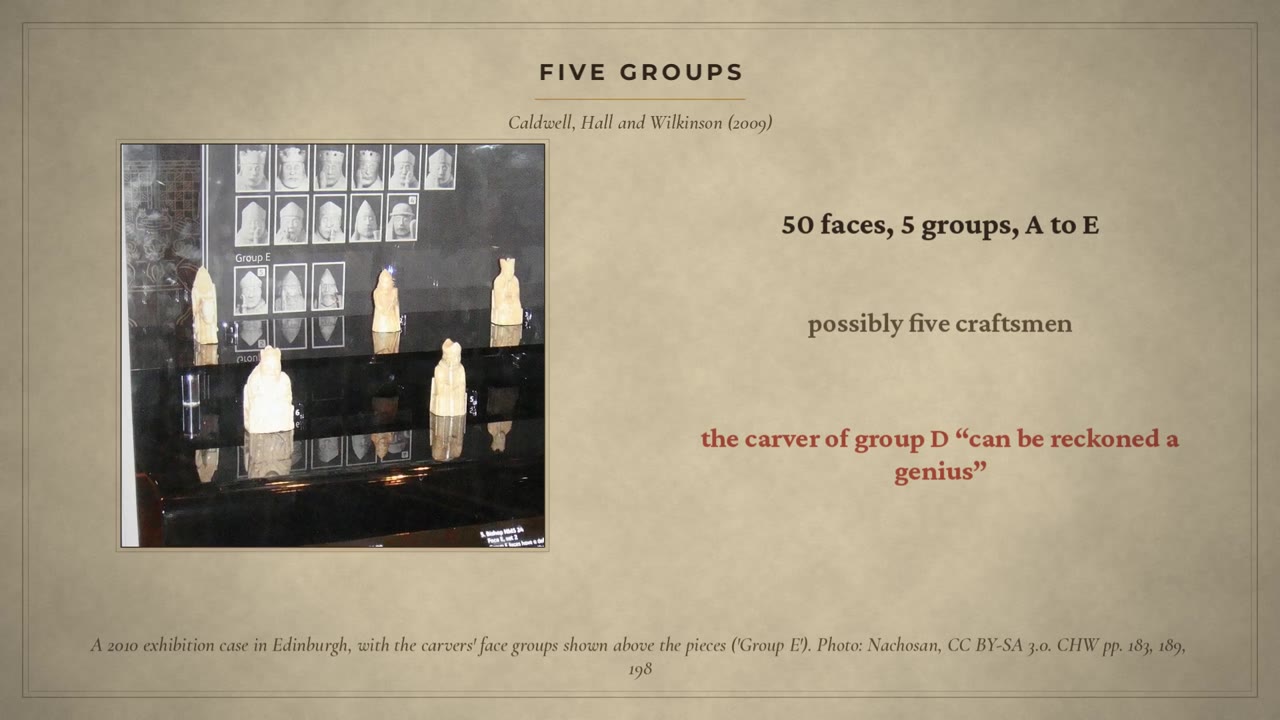 FIVE GROUPS
Caldwell, Hall and Wilkinson (2009)
Group E
50 faces, 5 groups, A to E
possibly five craftsmen
the carver of group D “can be reckoned a
genius”
A 2010 exhibition case in Edinburgh, with the carvers' face groups shown above the pieces ('Group E'). Photo: Nachosan, CC BY-SA 3.0. CHW pp. 183, 189,
198